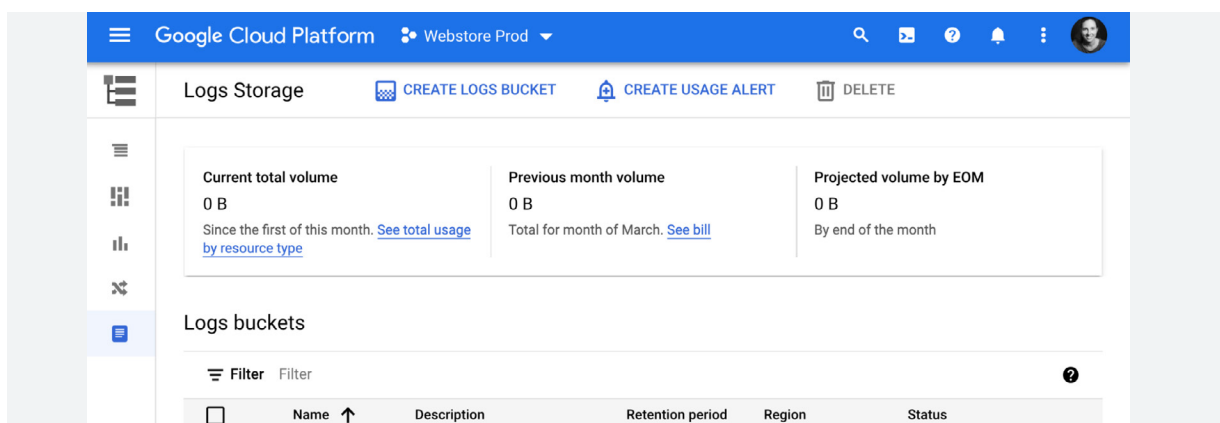 Google Cloud Platform Webstore Prod
Logs Storage CREATE LOGS BUCKET CREATE USAGE ALERT DELETE
Current total volume Previous month volume Projected volume by EOM
0 B 0 B 0 B
Since the first of this month. See total usage Total for month of March. See bill By end of the month
by resource type
Logs buckets
Filter Filter
Name Description Retention period Region Status